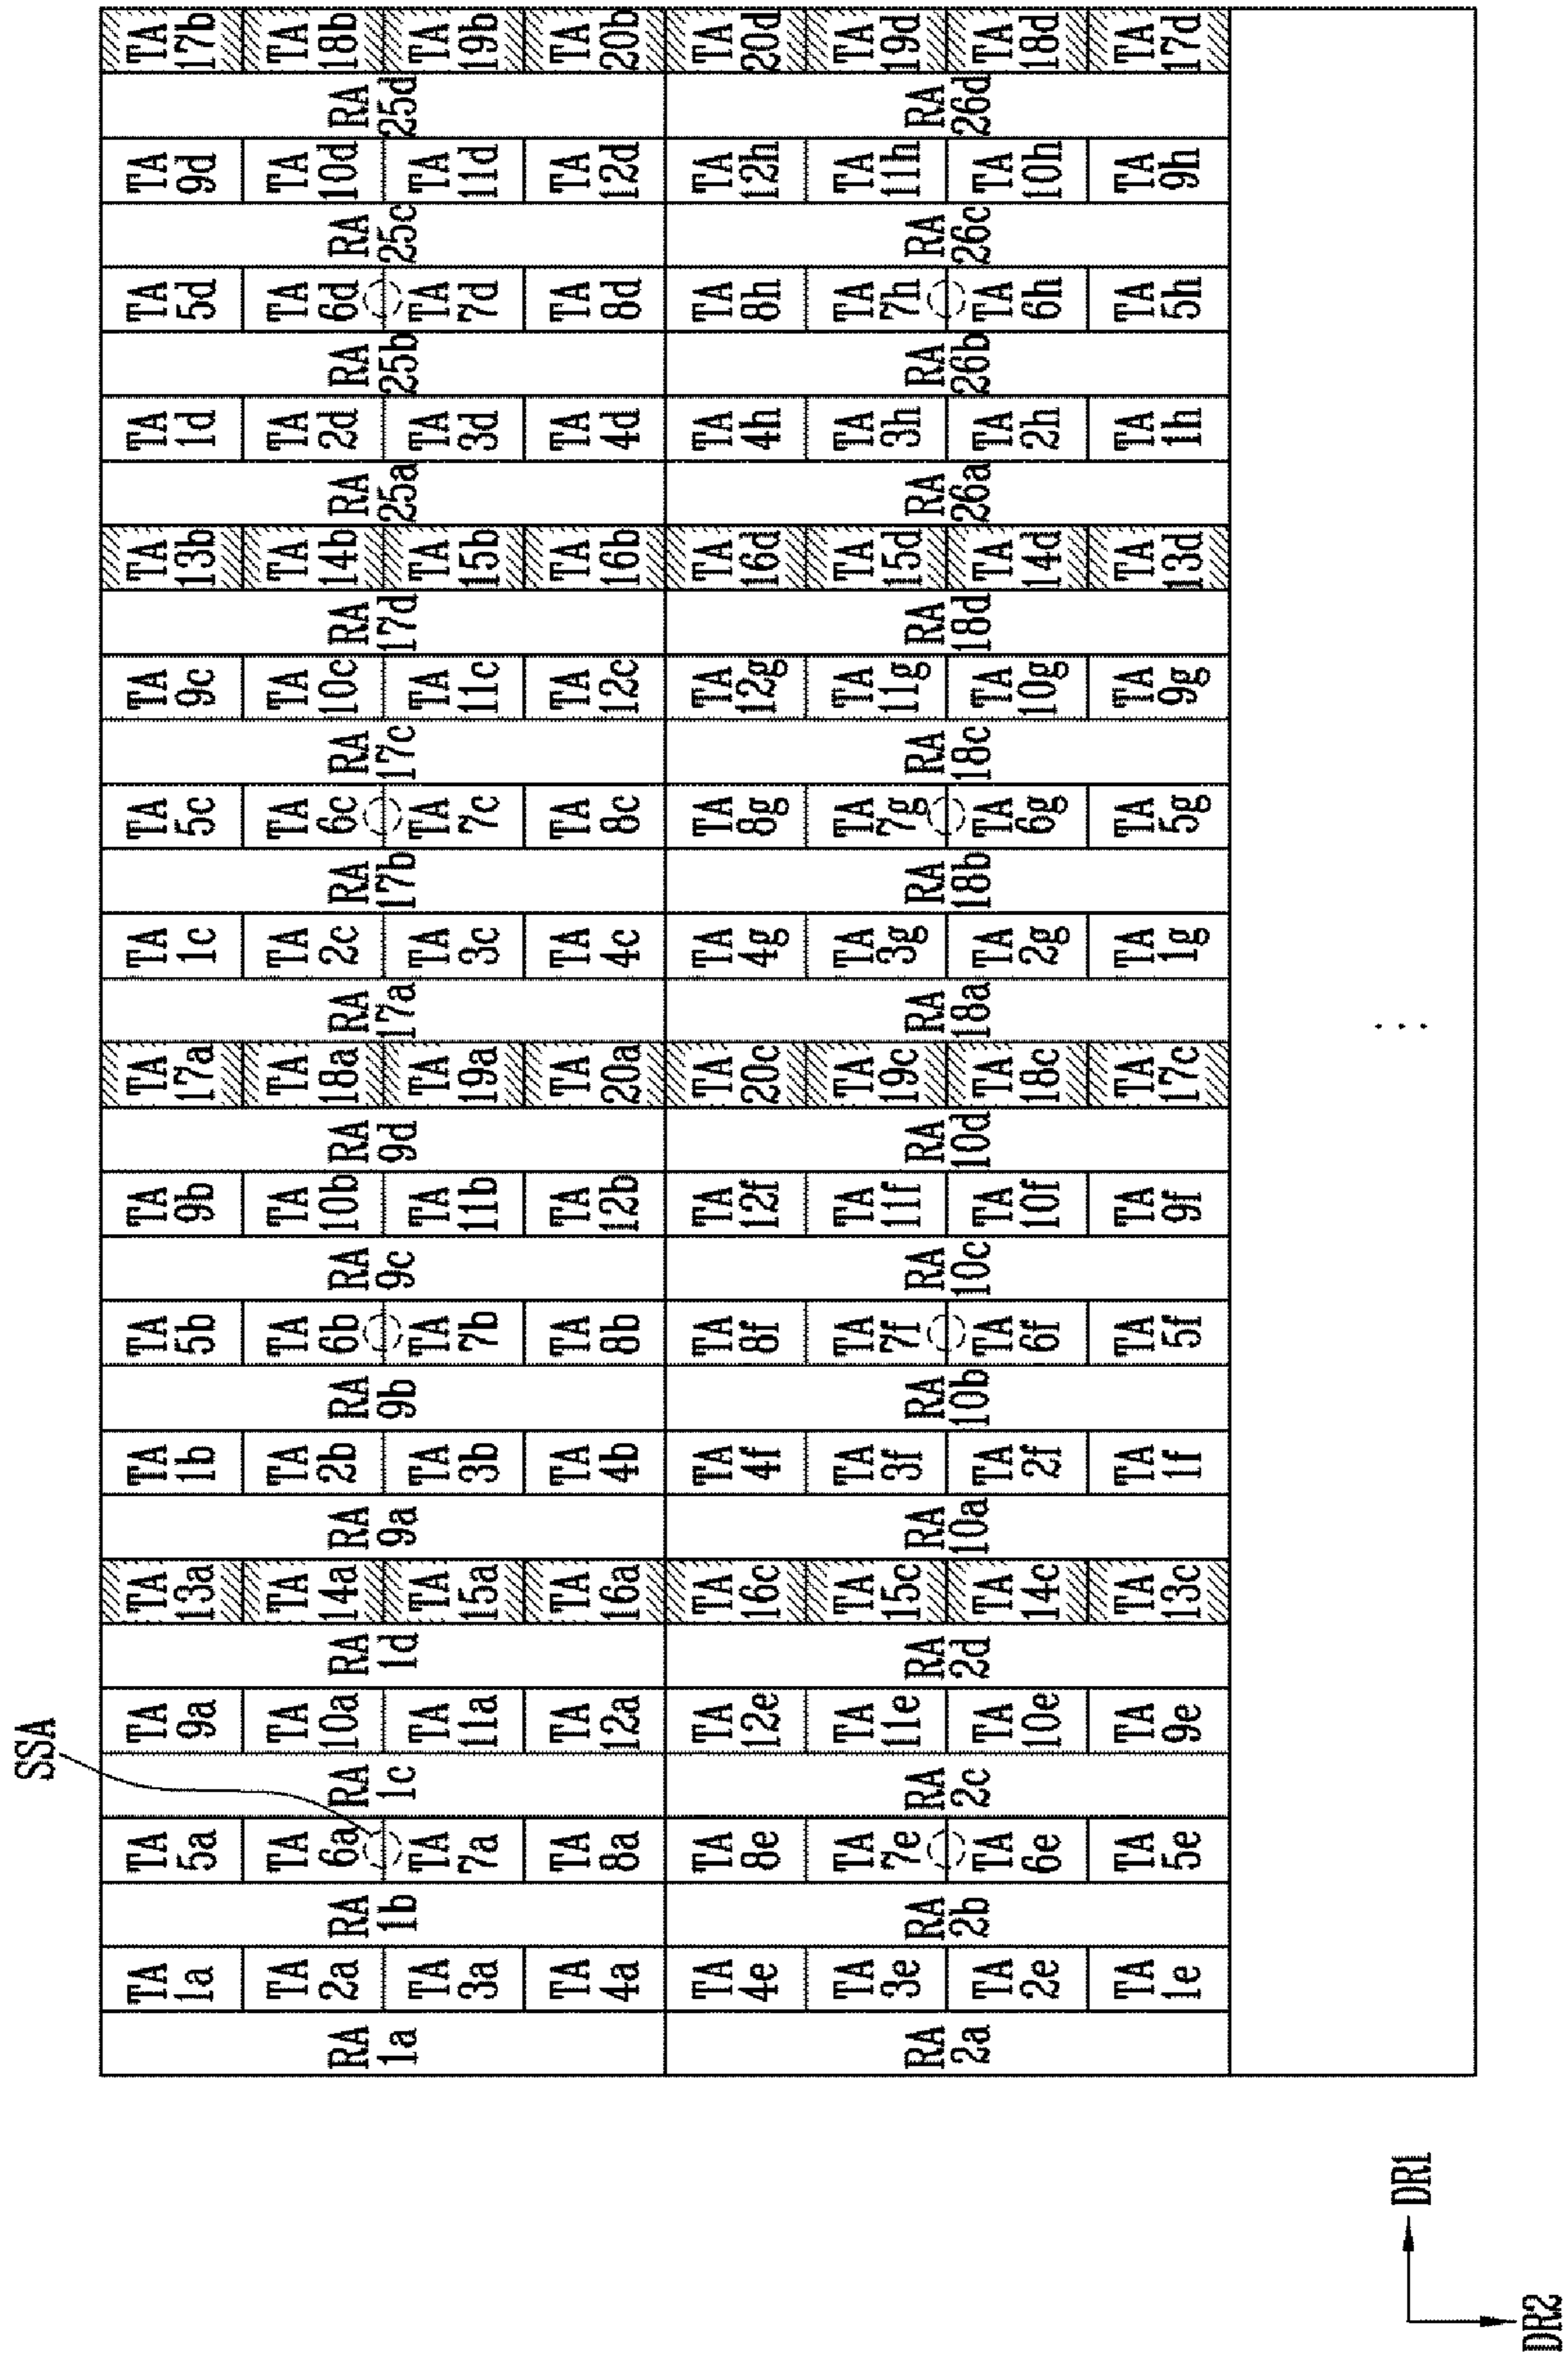 SSA
RA
1a
RA
2a
TA
1a
TA
2a
TA
3a
TA
4a
TA
4e
TA
3e
TA
2e
TA
1e
RA
1b
RA
2b
TA
5a
TA
6a
TA
7a
TA
8a
TA
8e
TA
7e
TA
6e
TA
5e
RA
1c
RA
2c
TA
9a
TA
10a
TA
11a
TA
12a
TA
12e
TA
11e
TA
10e
TA
9e
RA
1d
RA
2d
TA
13a
TA
14a
TA
15a
TA
16a
TA
16c
TA
15c
TA
14c
TA
13c
RA
9a
RA
10a
TA
1b
TA
2b
TA
3b
TA
4b
TA
4f
TA
3f
TA
2f
TA
1f
RA
9b
RA
10b
TA
5b
TA
6b
TA
7b
TA
8b
TA
8f
TA
7f
TA
6f
TA
5f
RA
9c
RA
10c
TA
9b
TA
10b
TA
11b
TA
12b
TA
12f
TA
11f
TA
10f
TA
9f
RA
9d
RA
10d
TA
17a
TA
18a
TA
19a
TA
20a
TA
20c
TA
19c
TA
18c
TA
17c
RA
17a
RA
18a
TA
1c
TA
2c
TA
3c
TA
4c
TA
4g
TA
3g
TA
2g
TA
1g
RA
17b
RA
18b
TA
5c
TA
6c
TA
7c
TA
8c
TA
8g
TA
7g
TA
6g
TA
5g
RA
17c
RA
18c
TA
9c
TA
10c
TA
11c
TA
12c
TA
12g
TA
11g
TA
10g
TA
9g
RA
17d
RA
18d
TA
13b
TA
14b
TA
15b
TA
16b
TA
16d
TA
15d
TA
14d
TA
13d
RA
25a
RA
26a
TA
1d
TA
2d
TA
3d
TA
4d
TA
4h
TA
3h
TA
2h
TA
1h
RA
25b
RA
26b
TA
5d
TA
6d
TA
7d
TA
8d
TA
8h
TA
7h
TA
6h
TA
5h
RA
25c
RA
26c
TA
9d
TA
10d
TA
11d
TA
12d
TA
12h
TA
11h
TA
10h
TA
9h
RA
25d
RA
26d
TA
17b
TA
18b
TA
19b
TA
20b
TA
20d
TA
19d
TA
18d
TA
17d
DR1
DR2